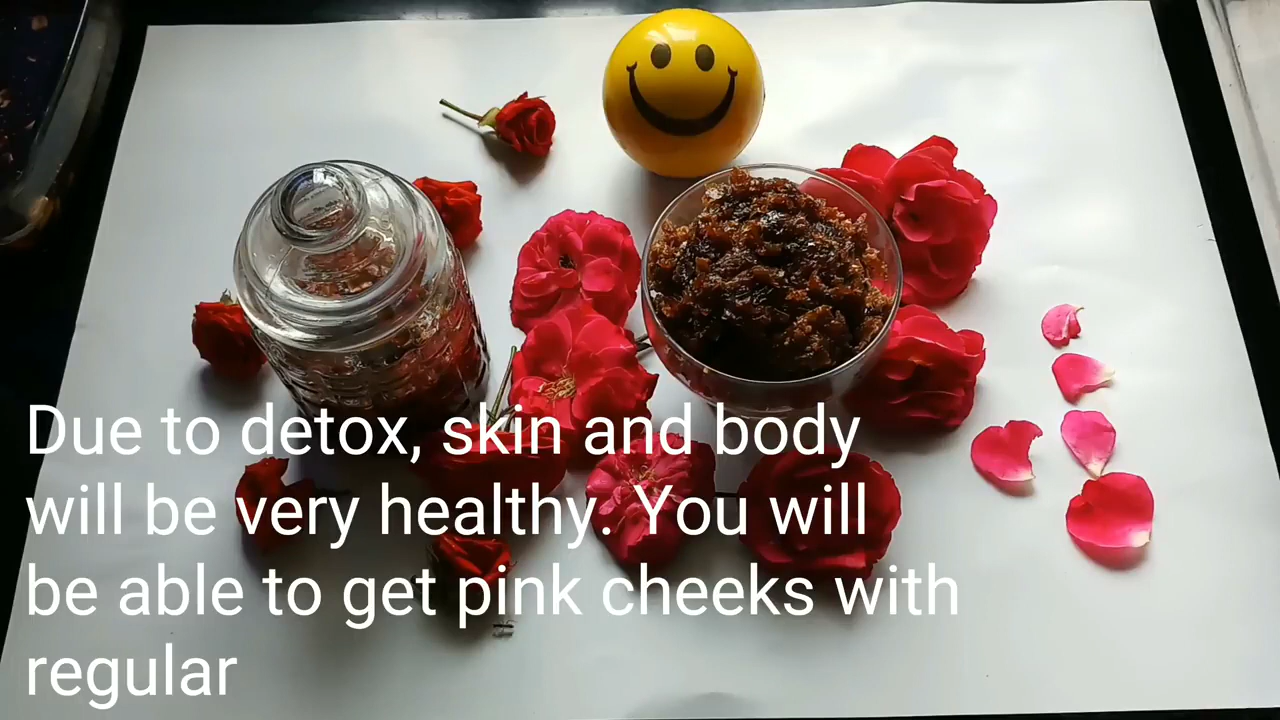 Due to detox, skin and body
will be very healthy. You will
be able to get pink cheeks with
regular